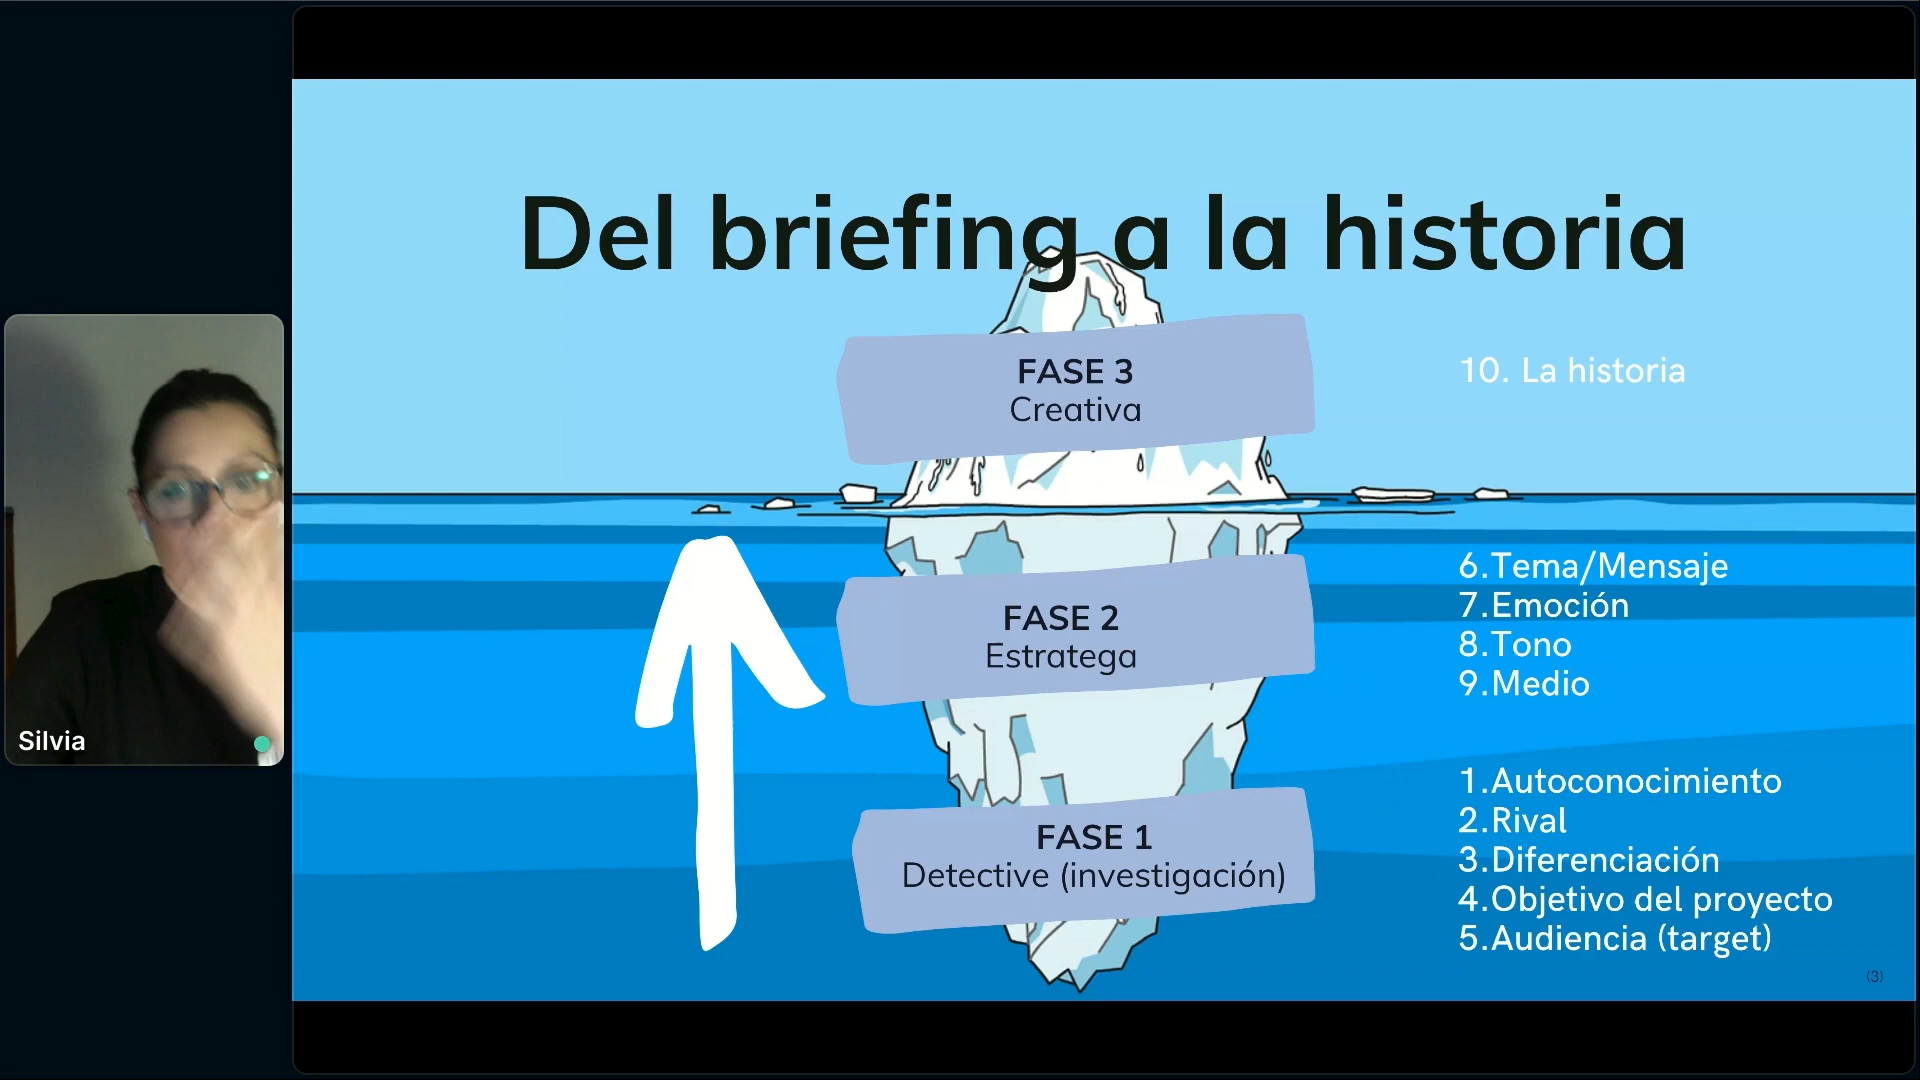 Del briefing a la historia
FASE 3
Creativa
10. La historia
FASE 2
Estratega
6.Tema/Mensaje
7.Emoción
8.Tono
9.Medio
FASE 1
Detective (investigación)
1.Autoconocimiento
2.Rival
3.Diferenciación
4.Objetivo del proyecto
5.Audiencia (target)
(3)
Silvia